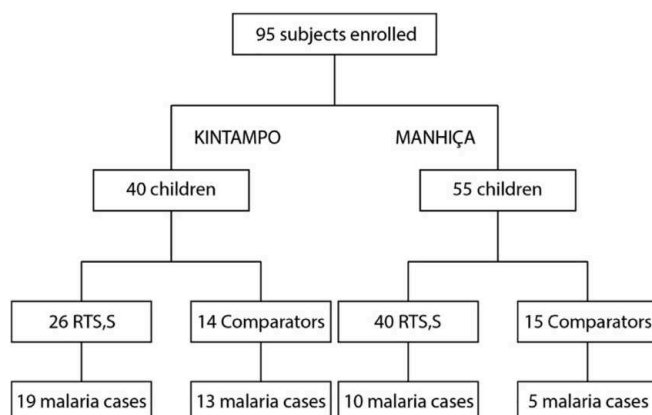 95 subjects enrolled
KINTAMPO
MANHIÇA
40 children
55 children
26 RTS,S
14 Comparators
40 RTS,S
15 Comparators
19 malaria cases
13 malaria cases
10 malaria cases
5 malaria cases